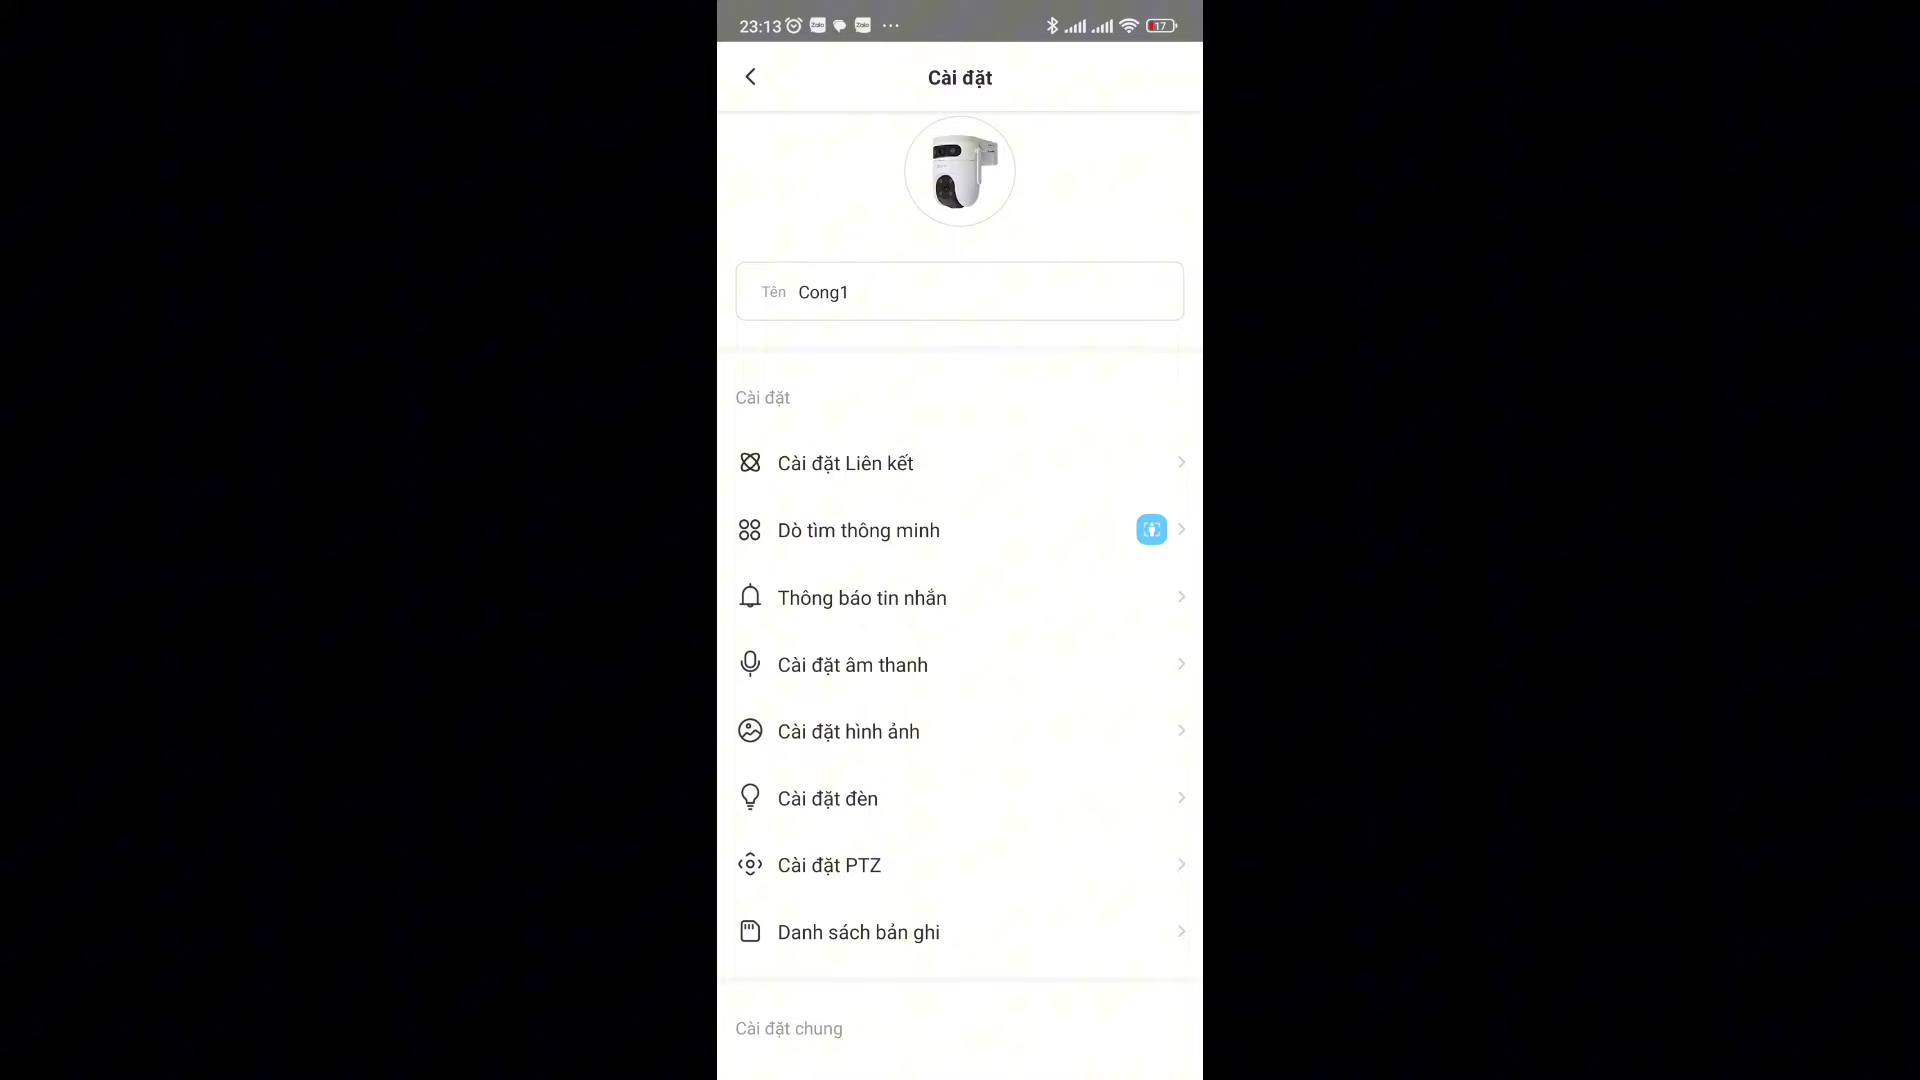 23:13 Zalo Zalo ... 17
Cài đặt
Tên Cong1
Cài đặt
Cài đặt Liên kết
Dò tìm thông minh
Thông báo tin nhắn
Cài đặt âm thanh
Cài đặt hình ảnh
Cài đặt đèn
Cài đặt PTZ
Danh sách bản ghi
Cài đặt chung